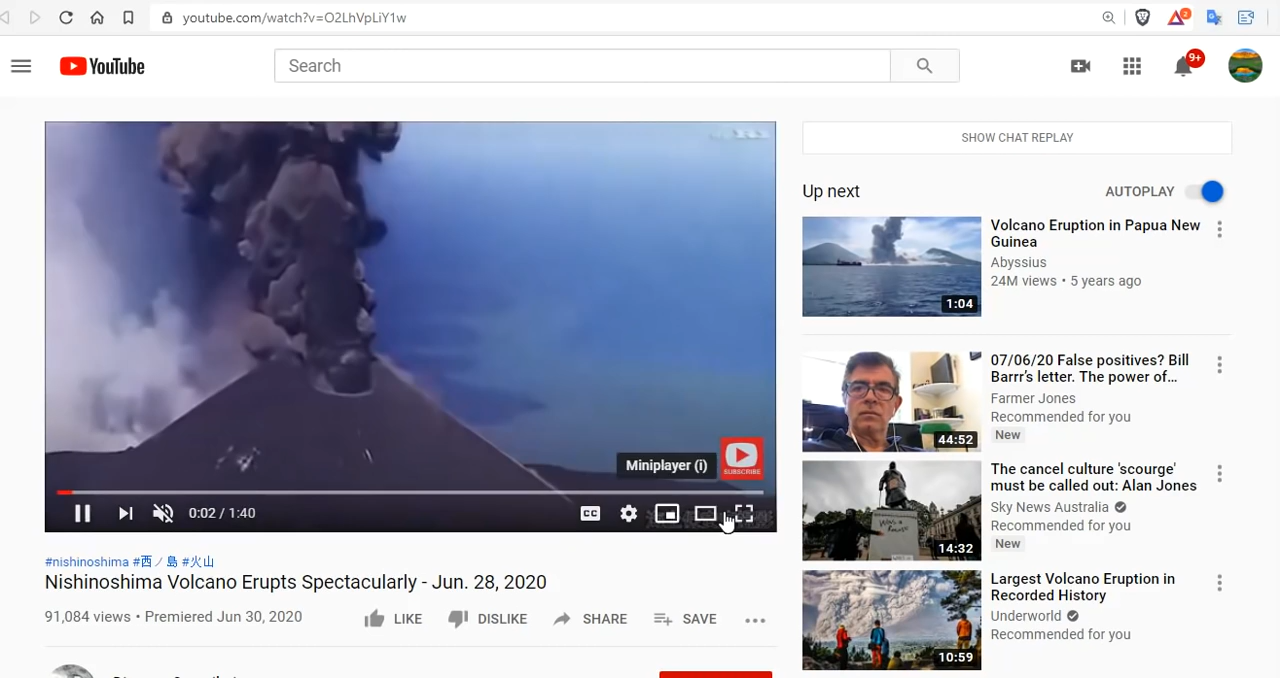 youtube.com/watch?v=O2LhVpLiY1w
2
YouTube
Search
9+
SHOW CHAT REPLAY
Up next
AUTOPLAY
Volcano Eruption in Papua New
Guinea
Abyssius
24M views • 5 years ago
1:04
07/06/20 False positives? Bill
Barrr's letter. The power of...
Farmer Jones
Recommended for you
New
44:52
The cancel culture 'scourge'
must be called out: Alan Jones
Sky News Australia
Recommended for you
New
14:32
Largest Volcano Eruption in
Recorded History
Underworld
Recommended for you
10:59
Miniplayer (i)
SUBSCRIBE
0:02 / 1:40
CC
#nishinoshima #西ノ島 #火山
Nishinoshima Volcano Erupts Spectacularly - Jun. 28, 2020
91,084 views • Premiered Jun 30, 2020
LIKE
DISLIKE
SHARE
SAVE